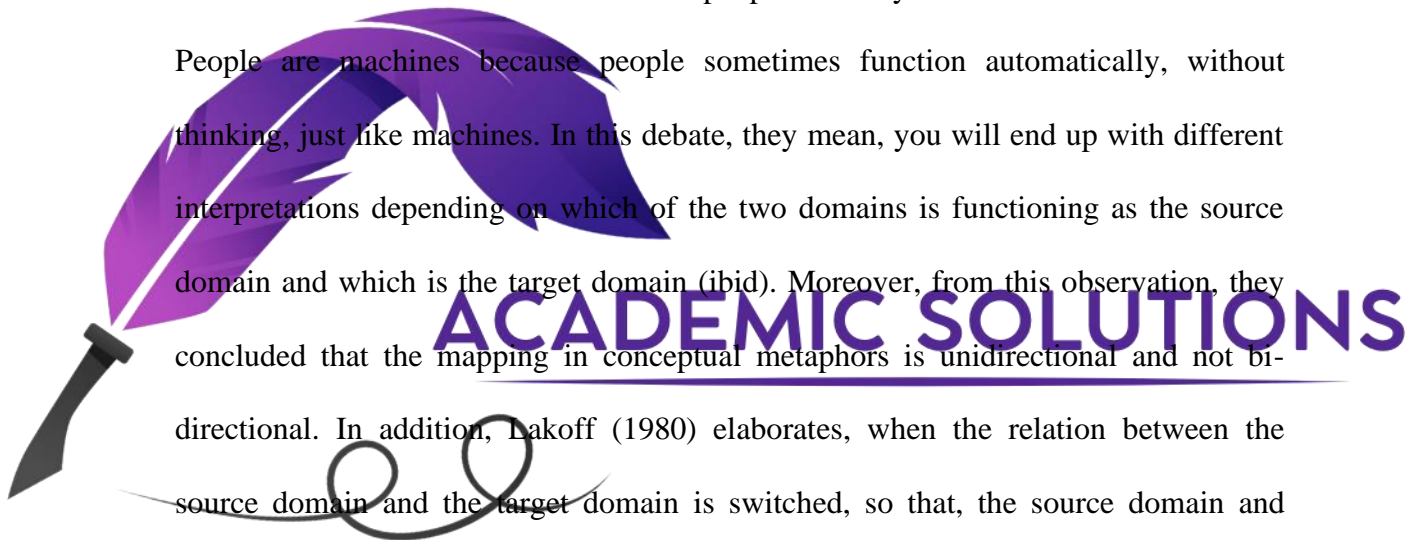 People are machines because people sometimes function automatically, without
thinking, just like machines. In this debate, they mean, you will end up with different
interpretations depending on which of the two domains is functioning as the source
domain and which is the target domain (ibid). Moreover, from this observation, they
ACADEMIC SOLUTIONS
concluded that the mapping in conceptual metaphors is unidirectional and not bi-
directional. In addition, Lakoff (1980) elaborates, when the relation between the
source domain and the target domain is switched, so that, the source domain and